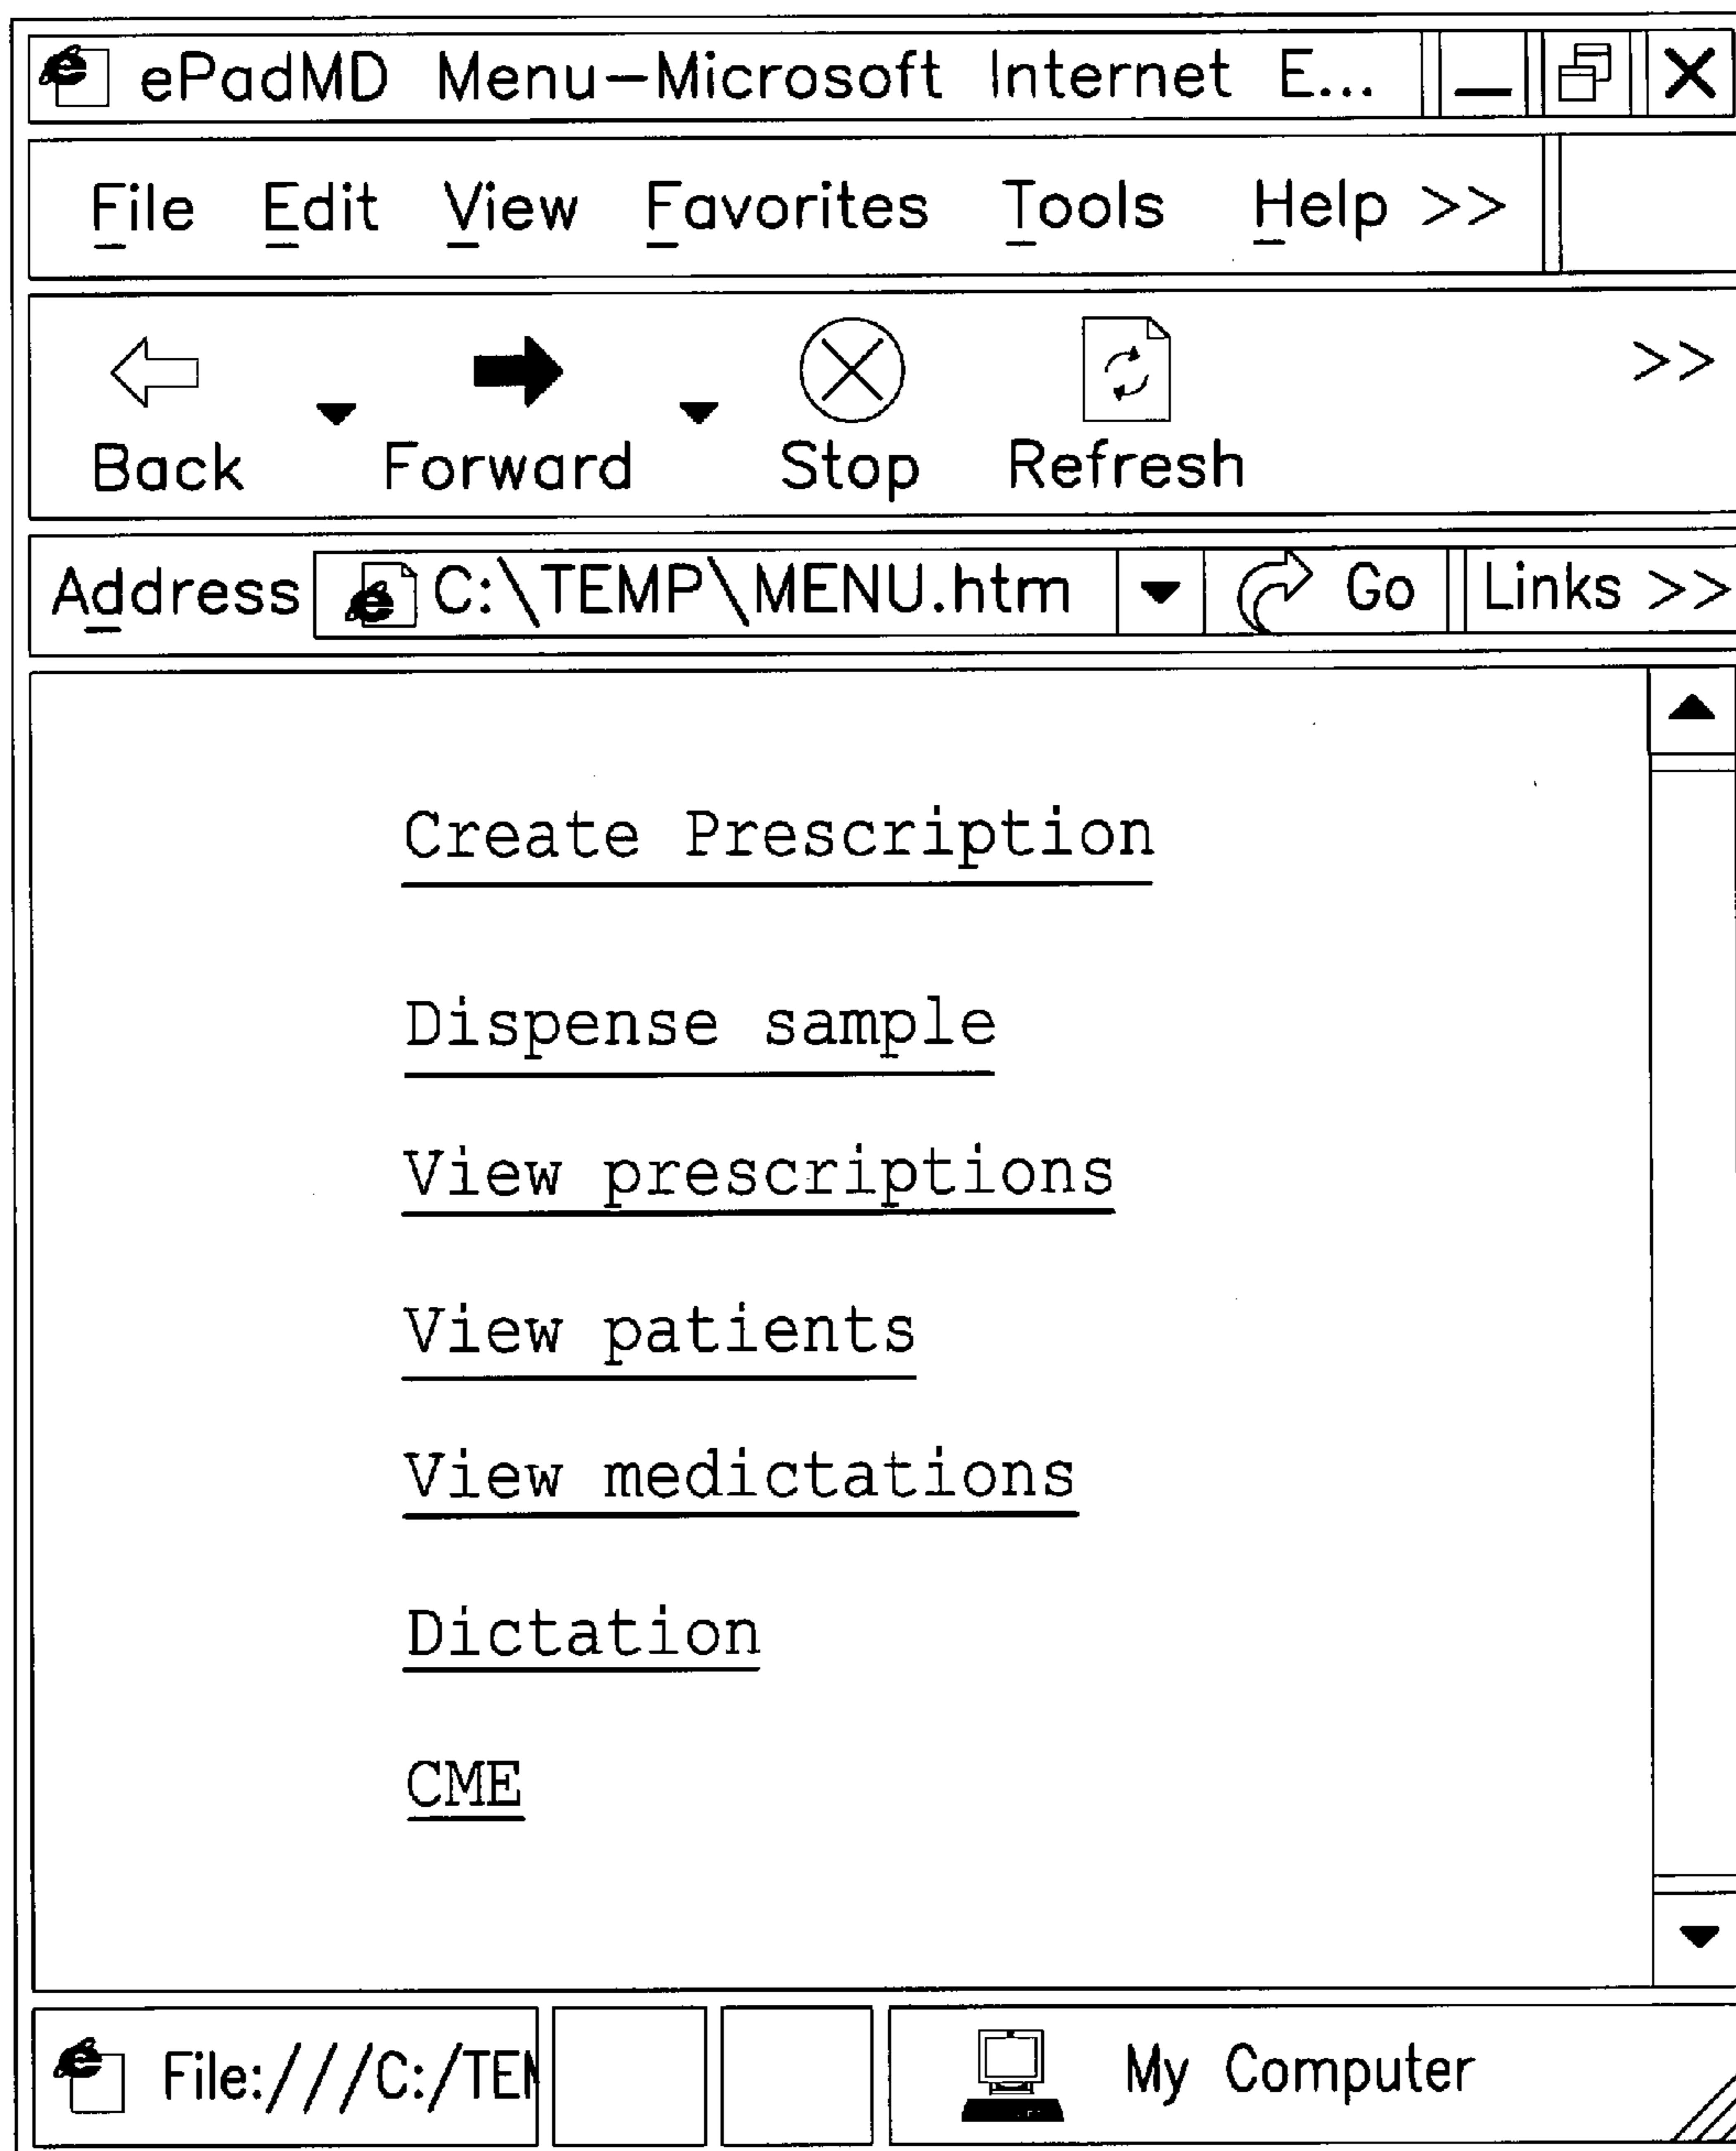 ePadMD Menu-Microsoft Internet E...
File Edit View Favorites Tools Help >>
>>
Back Forward Stop Refresh
Address C:\TEMP\MENU.htm Go Links >>
Create Prescription
Dispense sample
View prescriptions
View patients
View medictations
Dictation
CME
File:///C:/TEM My Computer